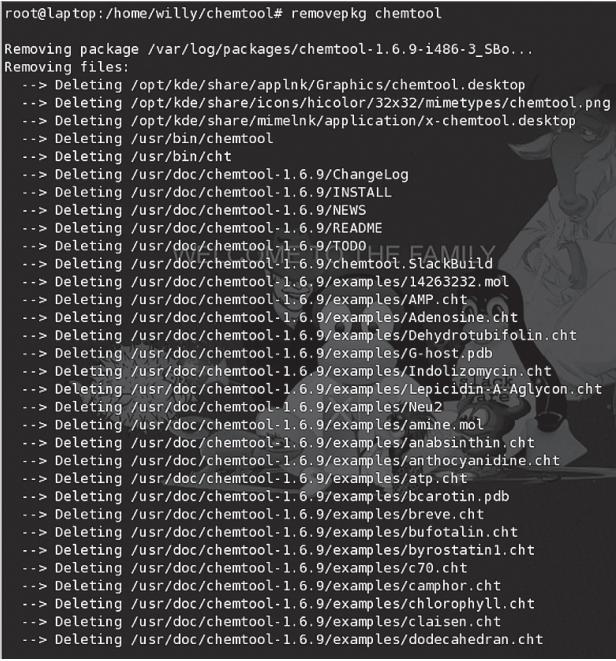 root@laptop:/home/willy/chemtool# removepkg chemtool
Removing package /var/log/packages/chemtool-1.6.9-i486-3_SBo...
Removing files:
--> Deleting /opt/kde/share/applnk/Graphics/chemtool.desktop
--> Deleting /opt/kde/share/icons/hicolor/32x32/mimetypes/chemtool.png
--> Deleting /opt/kde/share/mimelnk/application/x-chemtool.desktop
--> Deleting /usr/bin/chemtool
--> Deleting /usr/bin/cht
--> Deleting /usr/doc/chemtool-1.6.9/ChangeLog
--> Deleting /usr/doc/chemtool-1.6.9/INSTALL
--> Deleting /usr/doc/chemtool-1.6.9/NEWS
--> Deleting /usr/doc/chemtool-1.6.9/README
--> Deleting /usr/doc/chemtool-1.6.9/TODO
WELCOME TO THE FAMILY
--> Deleting /usr/doc/chemtool-1.6.9/chemtool.SlackBuild
--> Deleting /usr/doc/chemtool-1.6.9/examples/14263232.mol
--> Deleting /usr/doc/chemtool-1.6.9/examples/AMP.cht
--> Deleting /usr/doc/chemtool-1.6.9/examples/Adenosine.cht
--> Deleting /usr/doc/chemtool-1.6.9/examples/Dehydrotubifolin.cht
--> Deleting /usr/doc/chemtool-1.6.9/examples/G-host.pdb
--> Deleting /usr/doc/chemtool-1.6.9/examples/Indolizomycin.cht
--> Deleting /usr/doc/chemtool-1.6.9/examples/Lepicidin-A-Aglycon.cht
--> Deleting /usr/doc/chemtool-1.6.9/examples/Neu2
--> Deleting /usr/doc/chemtool-1.6.9/examples/amine.mol
--> Deleting /usr/doc/chemtool-1.6.9/examples/anabsinthin.cht
--> Deleting /usr/doc/chemtool-1.6.9/examples/anthocyanidine.cht
--> Deleting /usr/doc/chemtool-1.6.9/examples/atp.cht
--> Deleting /usr/doc/chemtool-1.6.9/examples/bcarotin.pdb
--> Deleting /usr/doc/chemtool-1.6.9/examples/breve.cht
--> Deleting /usr/doc/chemtool-1.6.9/examples/bufotalin.cht
--> Deleting /usr/doc/chemtool-1.6.9/examples/byrostatin1.cht
--> Deleting /usr/doc/chemtool-1.6.9/examples/c70.cht
--> Deleting /usr/doc/chemtool-1.6.9/examples/camphor.cht
--> Deleting /usr/doc/chemtool-1.6.9/examples/chlorophyll.cht
--> Deleting /usr/doc/chemtool-1.6.9/examples/claisen.cht
--> Deleting /usr/doc/chemtool-1.6.9/examples/dodecahedran.cht